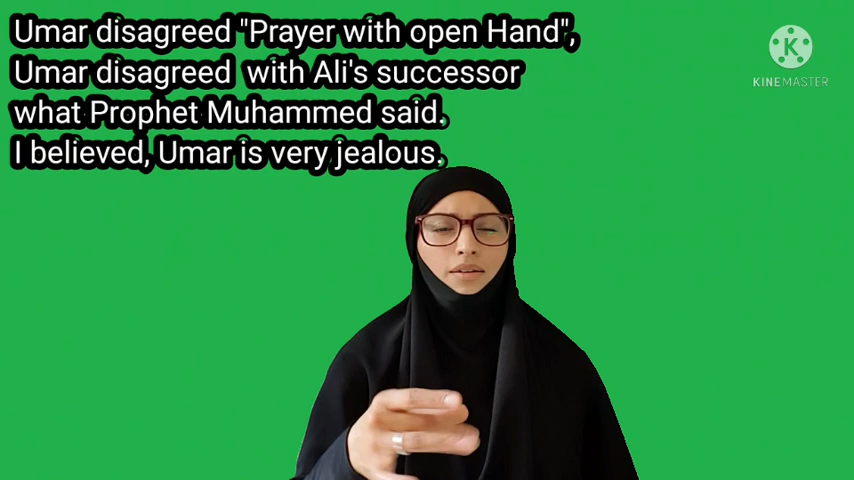 Umar disagreed "Prayer with open Hand",
Umar disagreed with Ali's successor
what Prophet Muhammed said.
I believed, Umar is very jealous.
KINEMASTER